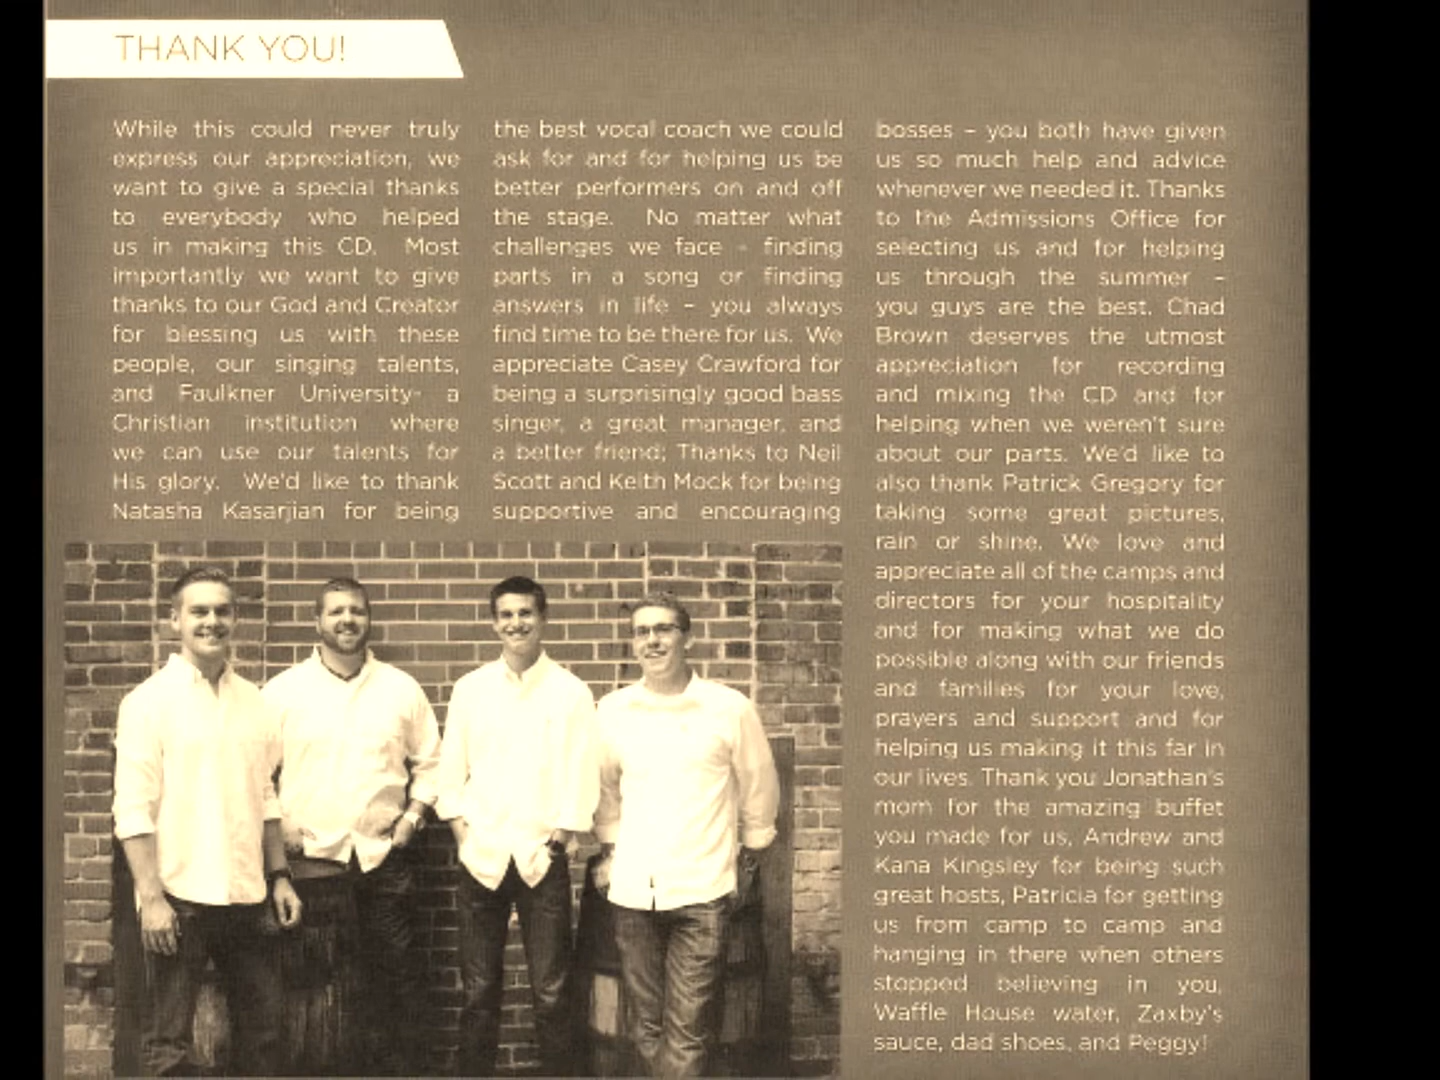 THANK YOU!
While this could never truly
express our appreciation, we
want to give a special thanks
to everybody who helped
us in making this CD. Most
importantly we want to give
thanks to our God and Creator
for blessing us with these
people, our singing talents,
and Faulkner University- a
Christian institution where
we can use our talents for
His glory. We'd like to thank
Natasha Kasarjian for being
the best vocal coach we could
ask for and for helping us be
better performers on and off
the stage. No matter what
challenges we face - finding
parts in a song or finding
answers in life - you always
find time to be there for us. We
appreciate Casey Crawford for
being a surprisingly good bass
singer, a great manager, and
a better friend; Thanks to Neil
Scott and Keith Mock for being
supportive and encouraging
bosses - you both have given
us so much help and advice
whenever we needed it. Thanks
to the Admissions Office for
selecting us and for helping
us through the summer -
you guys are the best. Chad
Brown deserves the utmost
appreciation for recording
and mixing the CD and for
helping when we weren't sure
about our parts. We'd like to
also thank Patrick Gregory for
taking some great pictures,
rain or shine. We love and
appreciate all of the camps and
directors for your hospitality
and for making what we do
possible along with our friends
and families for your love,
prayers and support and for
helping us making it this far in
our lives. Thank you Jonathan's
mom for the amazing buffet
you made for us, Andrew and
Kana Kingsley for being such
great hosts, Patricia for getting
us from camp to camp and
hanging in there when others
stopped believing in you,
Waffle House water, Zaxby's
sauce, dad shoes, and Peggy!